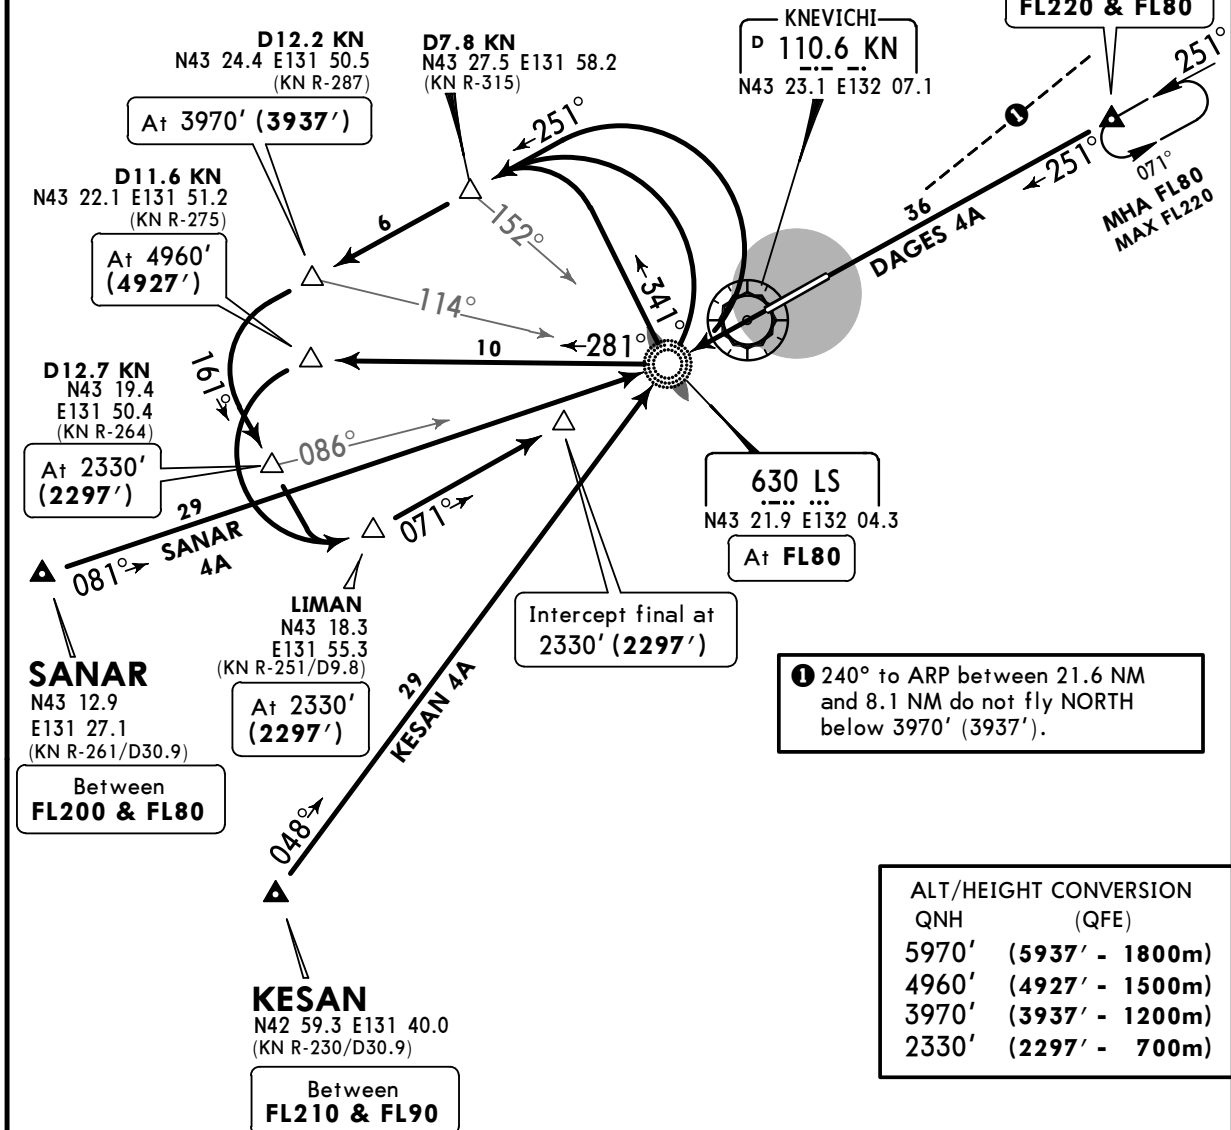 FL220 & FL80
KNEVICHI
D 110.6 KN
N43 23.1 E132 07.1
D12.2 KN
N43 24.4 E131 50.5
(KN R-287)
At 3970' (3937')
D7.8 KN
N43 27.5 E131 58.2
(KN R-315)
251°
251°
251°
071°
MHA FL80
MAX FL220
36
DAGES 4A
1
D11.6 KN
N43 22.1 E131 51.2
(KN R-275)
At 4960'
(4927')
6
152°
114°
341°
281°
10
161°
D12.7 KN
N43 19.4
E131 50.4
(KN R-264)
At 2330'
(2297')
086°
29
SANAR
4A
081°
071°
630 LS
N43 21.9 E132 04.3
At FL80
LIMAN
N43 18.3
E131 55.3
(KN R-251/D9.8)
At 2330'
(2297')
Intercept final at
2330' (2297')
SANAR
N43 12.9
E131 27.1
(KN R-261/D30.9)
Between
FL200 & FL80
29
KESAN 4A
048°
1 240° to ARP between 21.6 NM
and 8.1 NM do not fly NORTH
below 3970' (3937').
KESAN
N42 59.3 E131 40.0
(KN R-230/D30.9)
Between
FL210 & FL90
ALT/HEIGHT CONVERSION
QNH (QFE)
5970' (5937' - 1800m)
4960' (4927' - 1500m)
3970' (3937' - 1200m)
2330' (2297' - 700m)